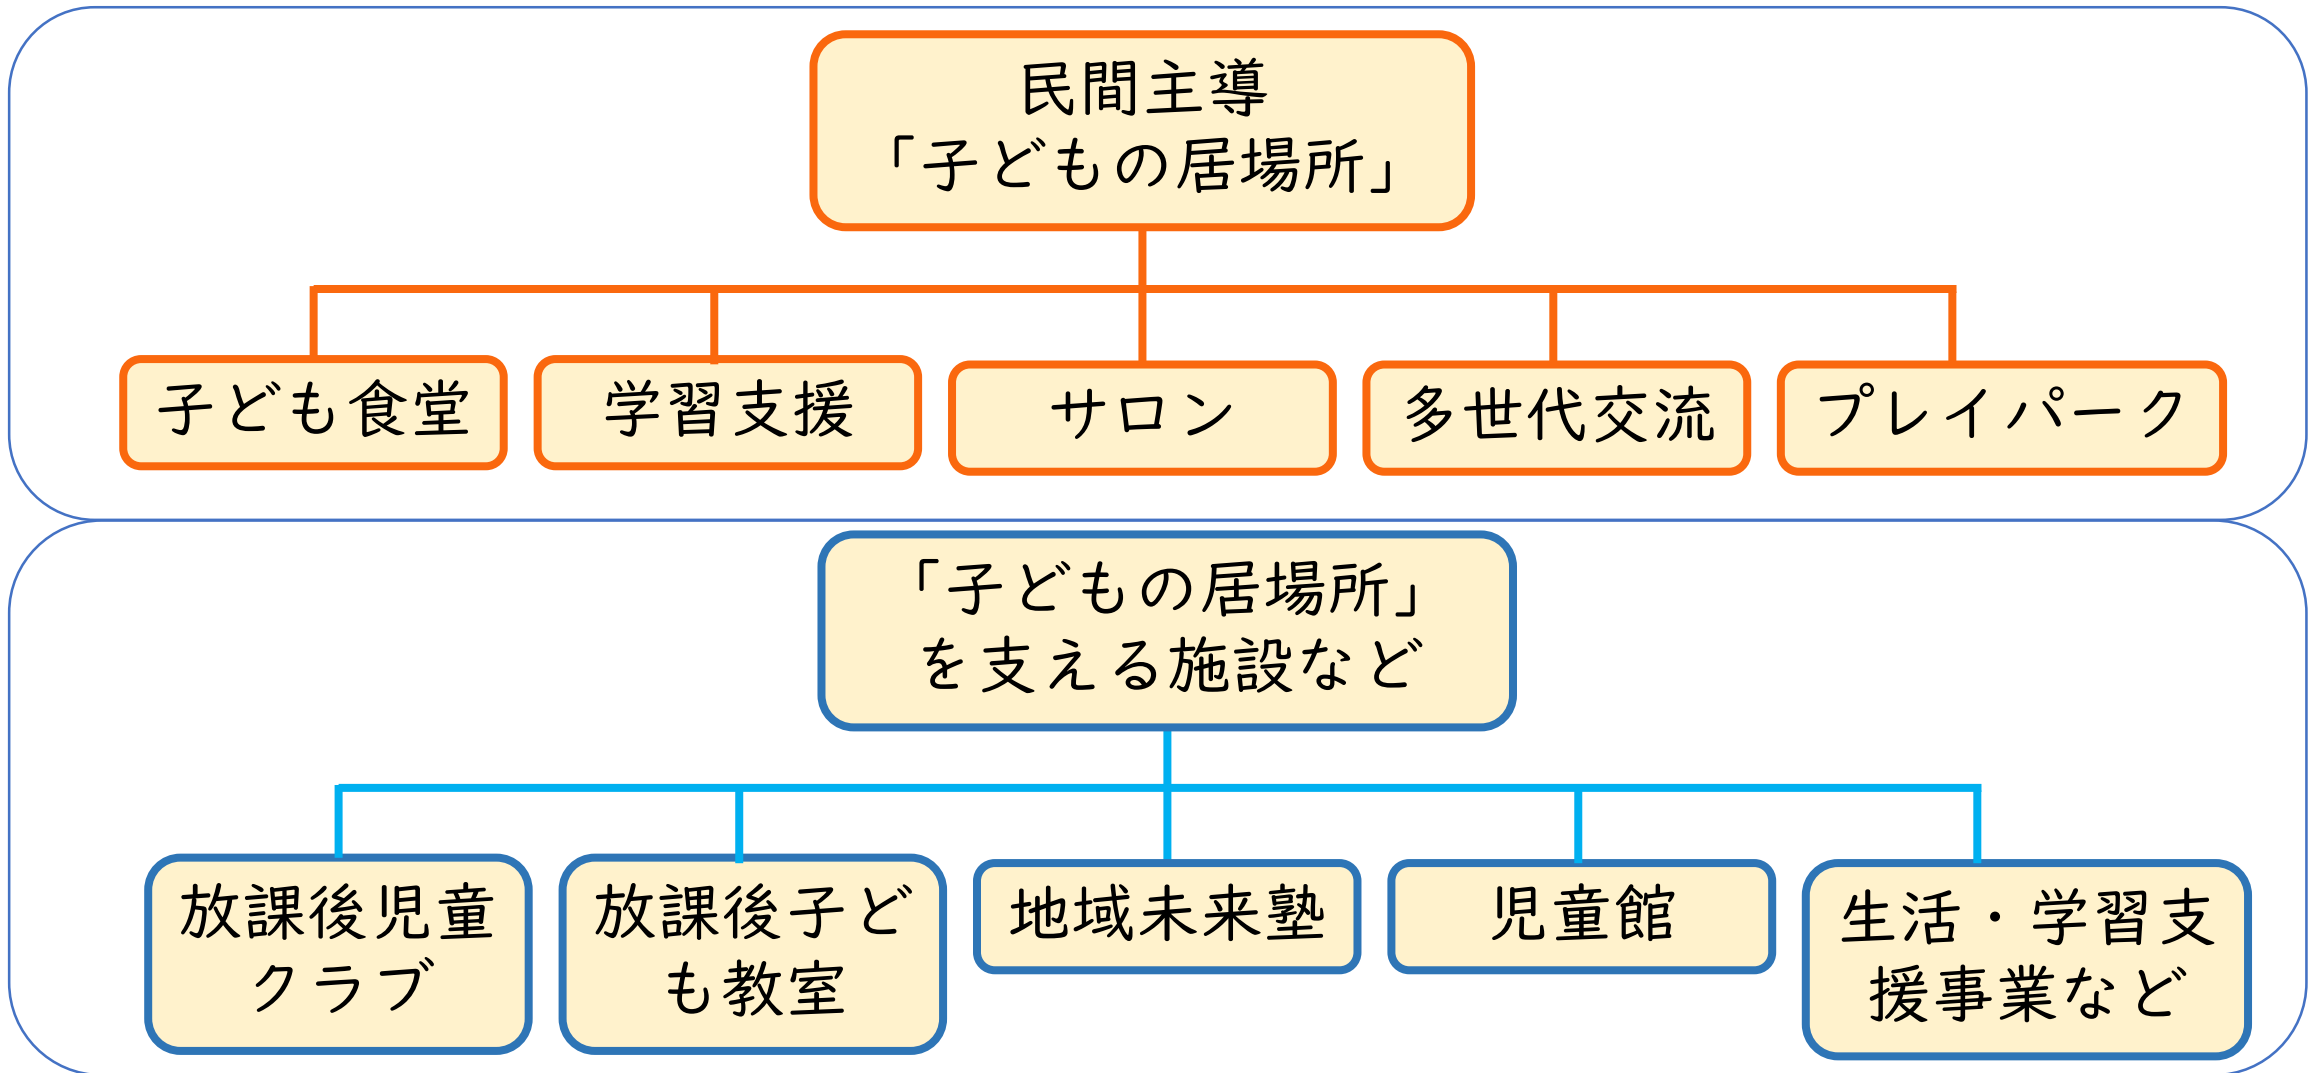 民間主導
「子どもの居場所」
子ども食堂
学習支援
サロン
多世代交流
プレイパーク
「子どもの居場所」
を支える施設など
放課後児童
クラブ
放課後子ど
も教室
地域未来塾
児童館
生活・学習支
援事業など